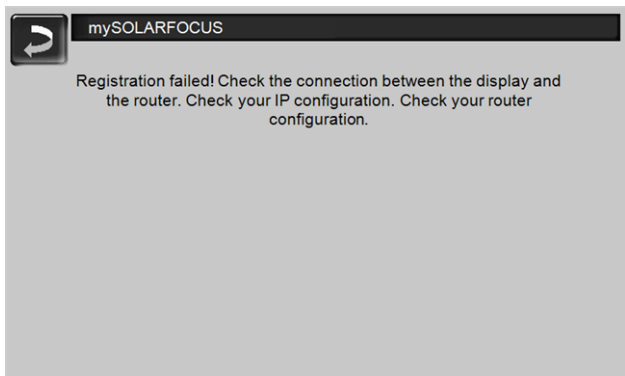 mySOLARFOCUS
Registration failed! Check the connection between the display and
the router. Check your IP configuration. Check your router
configuration.